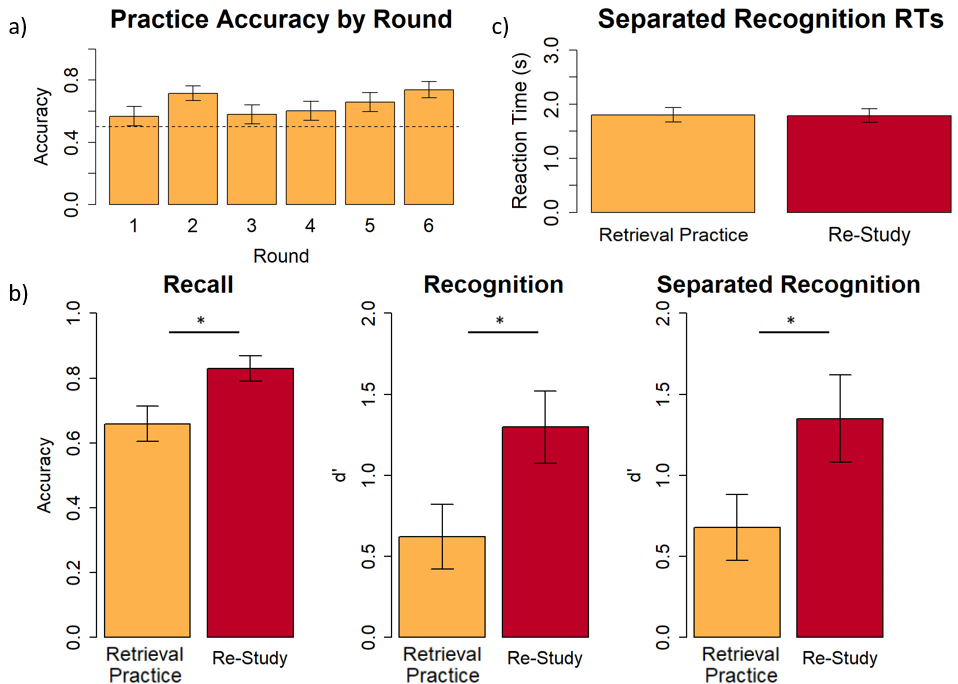 a)
Practice Accuracy by Round
Accuracy
0.0
0.4
0.8
1
2
3
4
5
6
Round
c)
Separated Recognition RTs
Reaction Time (s)
0.0
1.0
2.0
3.0
Retrieval Practice
Re-Study
b)
Recall
*
Accuracy
0.0
0.2
0.4
0.6
0.8
1.0
Retrieval
Practice
Re-Study
Recognition
*
d'
0.0
0.5
1.0
1.5
2.0
Retrieval
Practice
Re-Study
Separated Recognition
*
d'
0.0
0.5
1.0
1.5
2.0
Retrieval
Practice
Re-Study